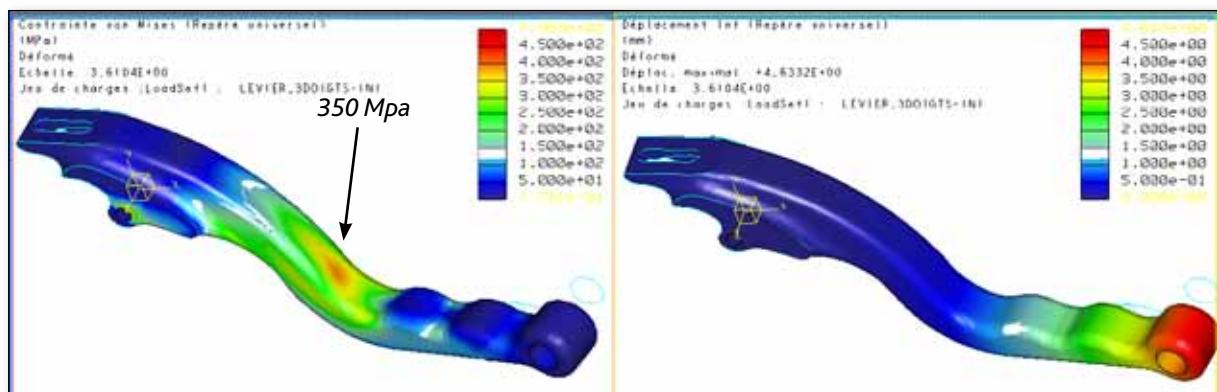 Contrainte von Mises (Repère universel)
(MPa)
Déformé
Echelle 3.6104E+00
Jeu de charges :LoadSet1 : LEVIER_3DOIGTS-INI
4.500e+02
4.000e+02
3.500e+02
3.000e+02
2.500e+02
2.000e+02
1.500e+02
1.000e+02
5.000e+01
350 Mpa
Déplacement Int (Repère universel)
(mm)
Déformé
Déplac. maximal +4.6332E+00
Echelle 3.6104E+00
Jeu de charges :LoadSet1 : LEVIER_3DOIGTS-INI
4.500e+00
4.000e+00
3.500e+00
3.000e+00
2.500e+00
2.000e+00
1.500e+00
1.000e+00
5.000e-01